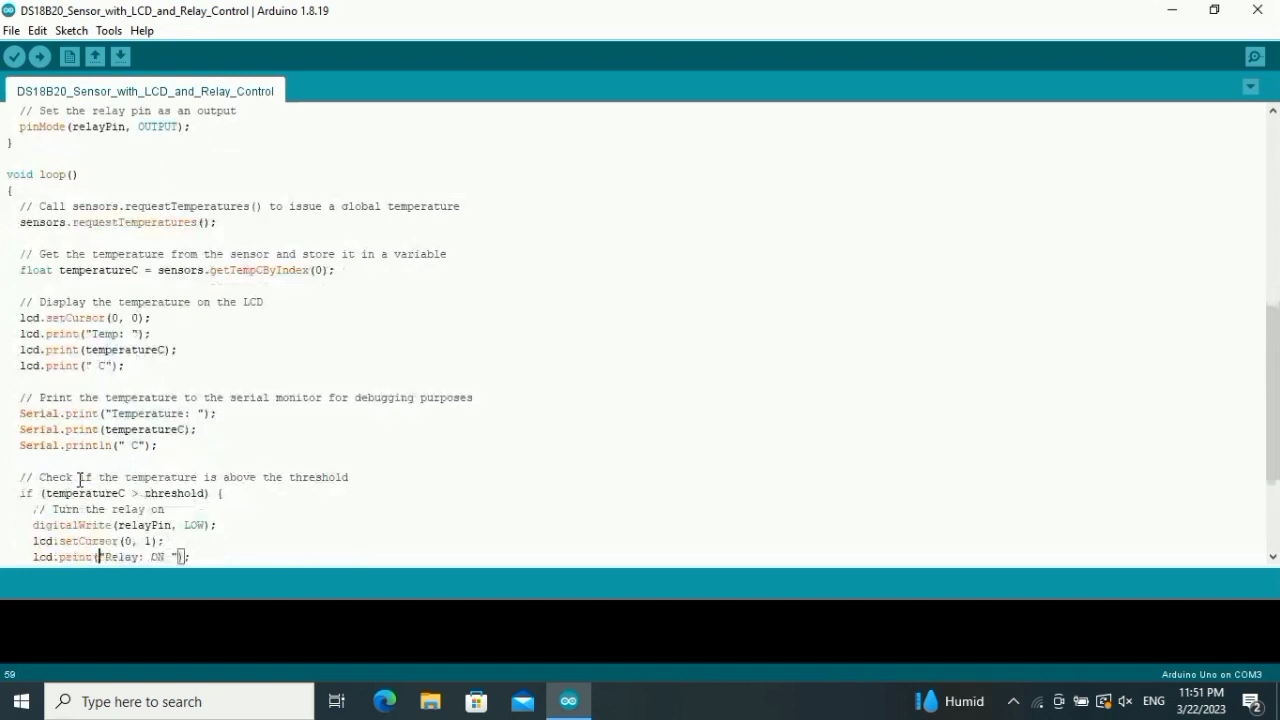 DS18B20_Sensor_with_LCD_and_Relay_Control | Arduino 1.8.19
File Edit Sketch Tools Help
DS18B20_Sensor_with_LCD_and_Relay_Control
// Set the relay pin as an output
pinMode(relayPin, OUTPUT);
}
void loop()
{
// Call sensors.requestTemperatures() to issue a global temperature
sensors.requestTemperatures();
// Get the temperature from the sensor and store it in a variable
float temperatureC = sensors.getTempCByIndex(0);
// Display the temperature on the LCD
lcd.setCursor(0, 0);
lcd.print("Temp: ");
lcd.print(temperatureC);
lcd.print(" C");
// Print the temperature to the serial monitor for debugging purposes
Serial.print("Temperature: ");
Serial.print(temperatureC);
Serial.println(" C");
// Check if the temperature is above the threshold
if (temperatureC > threshold) {
// Turn the relay on
digitalWrite(relayPin, LOW);
lcd.setCursor(0, 1);
lcd.print("Relay: ON ");
59
Arduino Uno on COM3
Type here to search
Humid
ENG
11:51 PM
3/22/2023
2